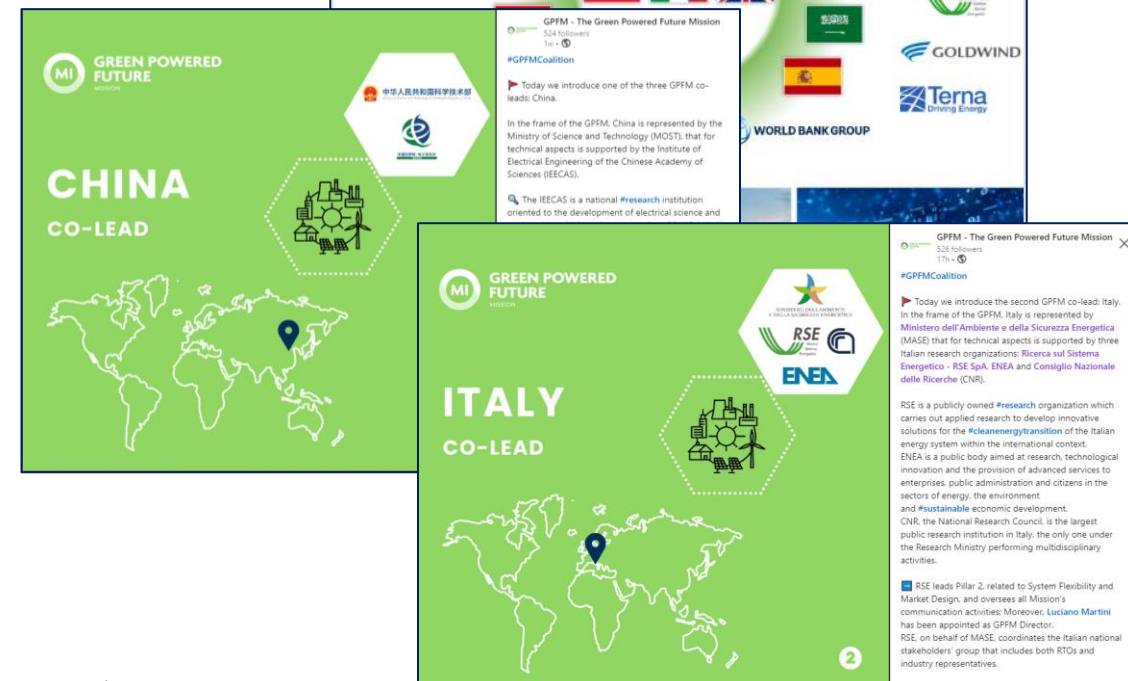 GOLDWIND
Terna
Driving Energy
WORLD BANK GROUP
MI
GREEN POWERED
FUTURE
MISSION
中华人民共和国科学技术部
CHINA
CO-LEAD
GPFM - The Green Powered Future Mission
524 followers
1w •
#GPFMCoalition
Today we introduce one of the three GPFM co-
leads: China.
In the frame of the GPFM, China is represented by the
Ministry of Science and Technology (MOST), that for
technical aspects is supported by the Institute of
Electrical Engineering of the Chinese Academy of
Sciences (IEECAS).
The IEECAS is a national #research institution
oriented to the development of electrical science and
MI
GREEN POWERED
FUTURE
MISSION
MINISTERO DELL'AMBIENTE
E DELLA SICUREZZA ENERGETICA
RSE
ENEA
ITALY
CO-LEAD
2
GPFM - The Green Powered Future Mission
526 followers
17h •
#GPFMCoalition
Today we introduce the second GPFM co-lead: Italy.
In the frame of the GPFM, Italy is represented by
Ministero dell'Ambiente e della Sicurezza Energetica
(MASE) that for technical aspects is supported by three
Italian research organizations: Ricerca sul Sistema
Energetico - RSE SpA, ENEA and Consiglio Nazionale
delle Ricerche (CNR).
RSE is a publicly owned #research organization which
carries out applied research to develop innovative
solutions for the #cleanenergytransition of the Italian
energy system within the international context.
ENEA is a public body aimed at research, technological
innovation and the provision of advanced services to
enterprises, public administration and citizens in the
sectors of energy, the environment
and #sustainable economic development.
CNR, the National Research Council, is the largest
public research institution in Italy, the only one under
the Research Ministry performing multidisciplinary
activities.
RSE leads Pillar 2, related to System Flexibility and
Market Design, and oversees all Mission's
communication activities; Moreover, Luciano Martini
has been appointed as GPFM Director.
RSE, on behalf of MASE, coordinates the Italian national
stakeholders' group that includes both RTOs and
industry representatives.